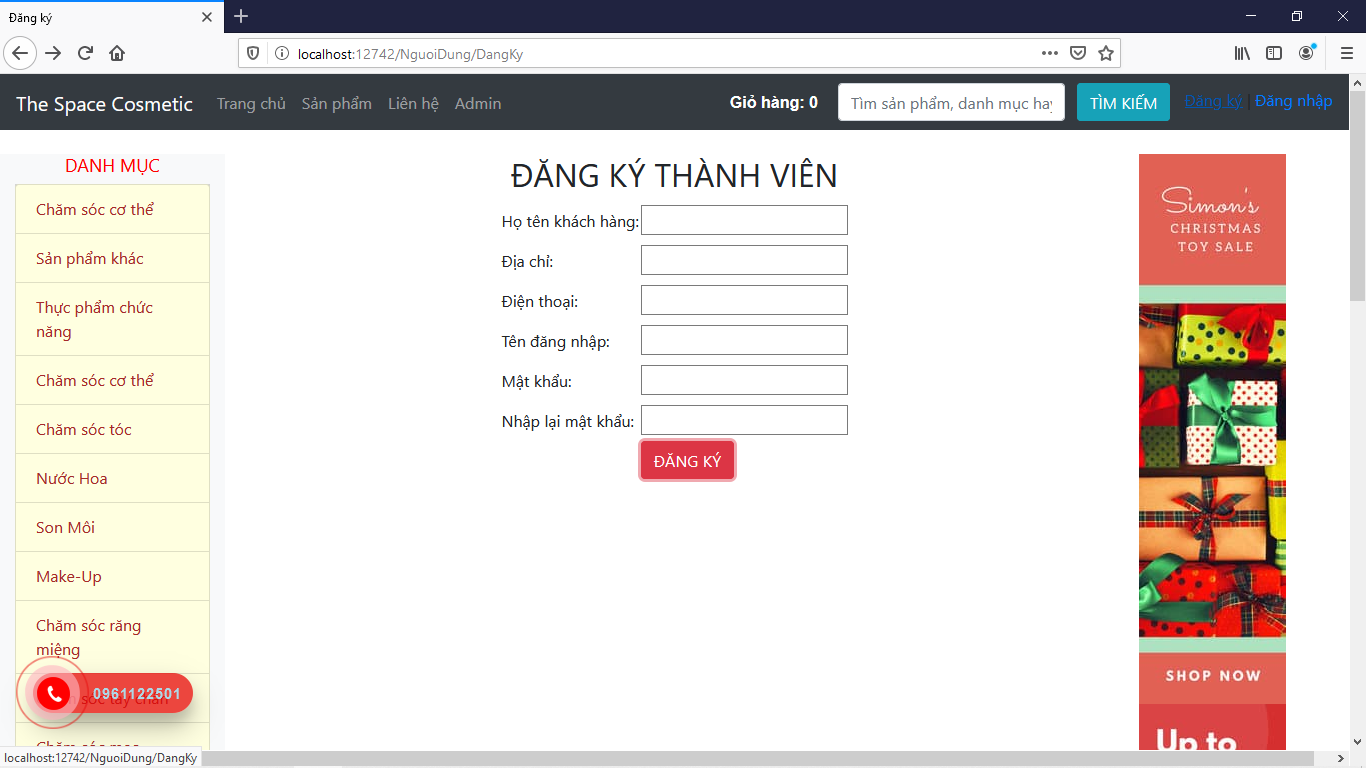 Đăng ký
localhost:12742/NguoiDung/DangKy
The Space Cosmetic
Trang chủ
Sản phẩm
Liên hệ
Admin
Giỏ hàng: 0
Tìm sản phẩm, danh mục hay
TÌM KIẾM
Đăng ký | Đăng nhập
DANH MỤC
Chăm sóc cơ thể
Sản phẩm khác
Thực phẩm chức
năng
Chăm sóc cơ thể
Chăm sóc tóc
Nước Hoa
Son Môi
Make-Up
Chăm sóc răng
miệng
sóc tay chân
0961122501
Chăm sóc
ĐĂNG KÝ THÀNH VIÊN
Họ tên khách hàng:
Địa chỉ:
Điện thoại:
Tên đăng nhập:
Mật khẩu:
Nhập lại mật khẩu:
ĐĂNG KÝ
Simon's
CHRISTMAS
TOY SALE
SHOP NOW
Up to
localhost:12742/NguoiDung/DangKy